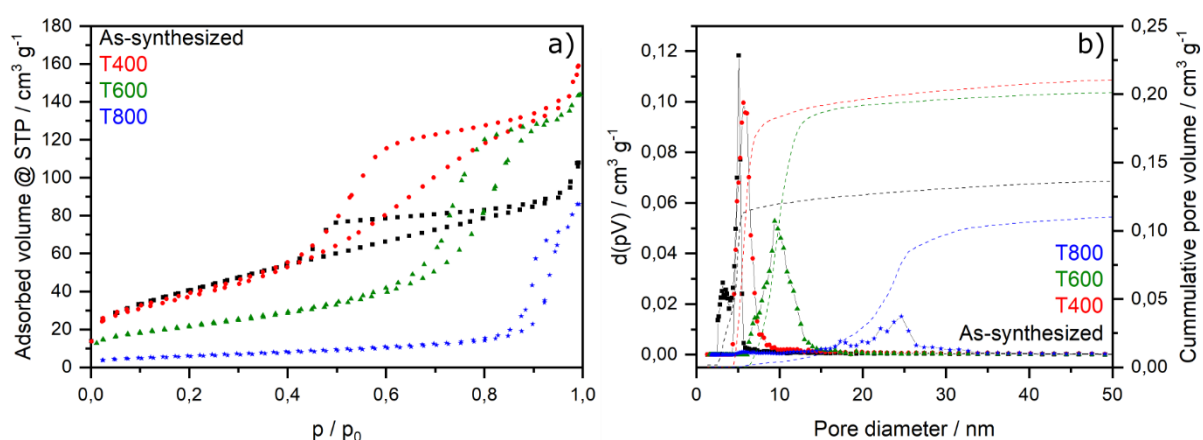 Adsorbed volume @ STP / cm³ g⁻¹
180
160
140
120
100
80
60
40
20
0
As-synthesized
T400
T600
T800
a)
0,0 0,2 0,4 0,6 0,8 1,0
p / p₀
d(pV) / cm³ g⁻¹
0,12
0,10
0,08
0,06
0,04
0,02
0,00
b)
T800
T600
T400
As-synthesized
0 10 20 30 40 50
Pore diameter / nm
0,25
0,20
0,15
0,10
0,05
0,00
Cummulative pore volume / cm³ g⁻¹